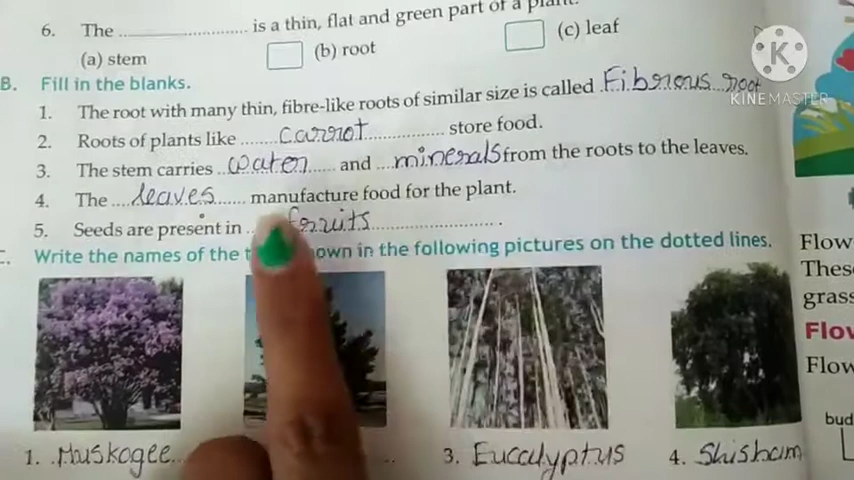 6. The .......................... is a thin, flat and green part of a plant.
(a) stem (b) root (c) leaf
B. Fill in the blanks.
1. The root with many thin, fibre-like roots of similar size is called Fibrous root
2. Roots of plants like carrot store food.
3. The stem carries water and minerals from the roots to the leaves.
4. The leaves manufacture food for the plant.
5. Seeds are present in fruits.
C. Write the names of the shown in the following pictures on the dotted lines.
1. Muskogee 3. Eucalyptus 4. Shisham
K
KINEMASTER
Flow
These
grass
Flow
Flow
bud